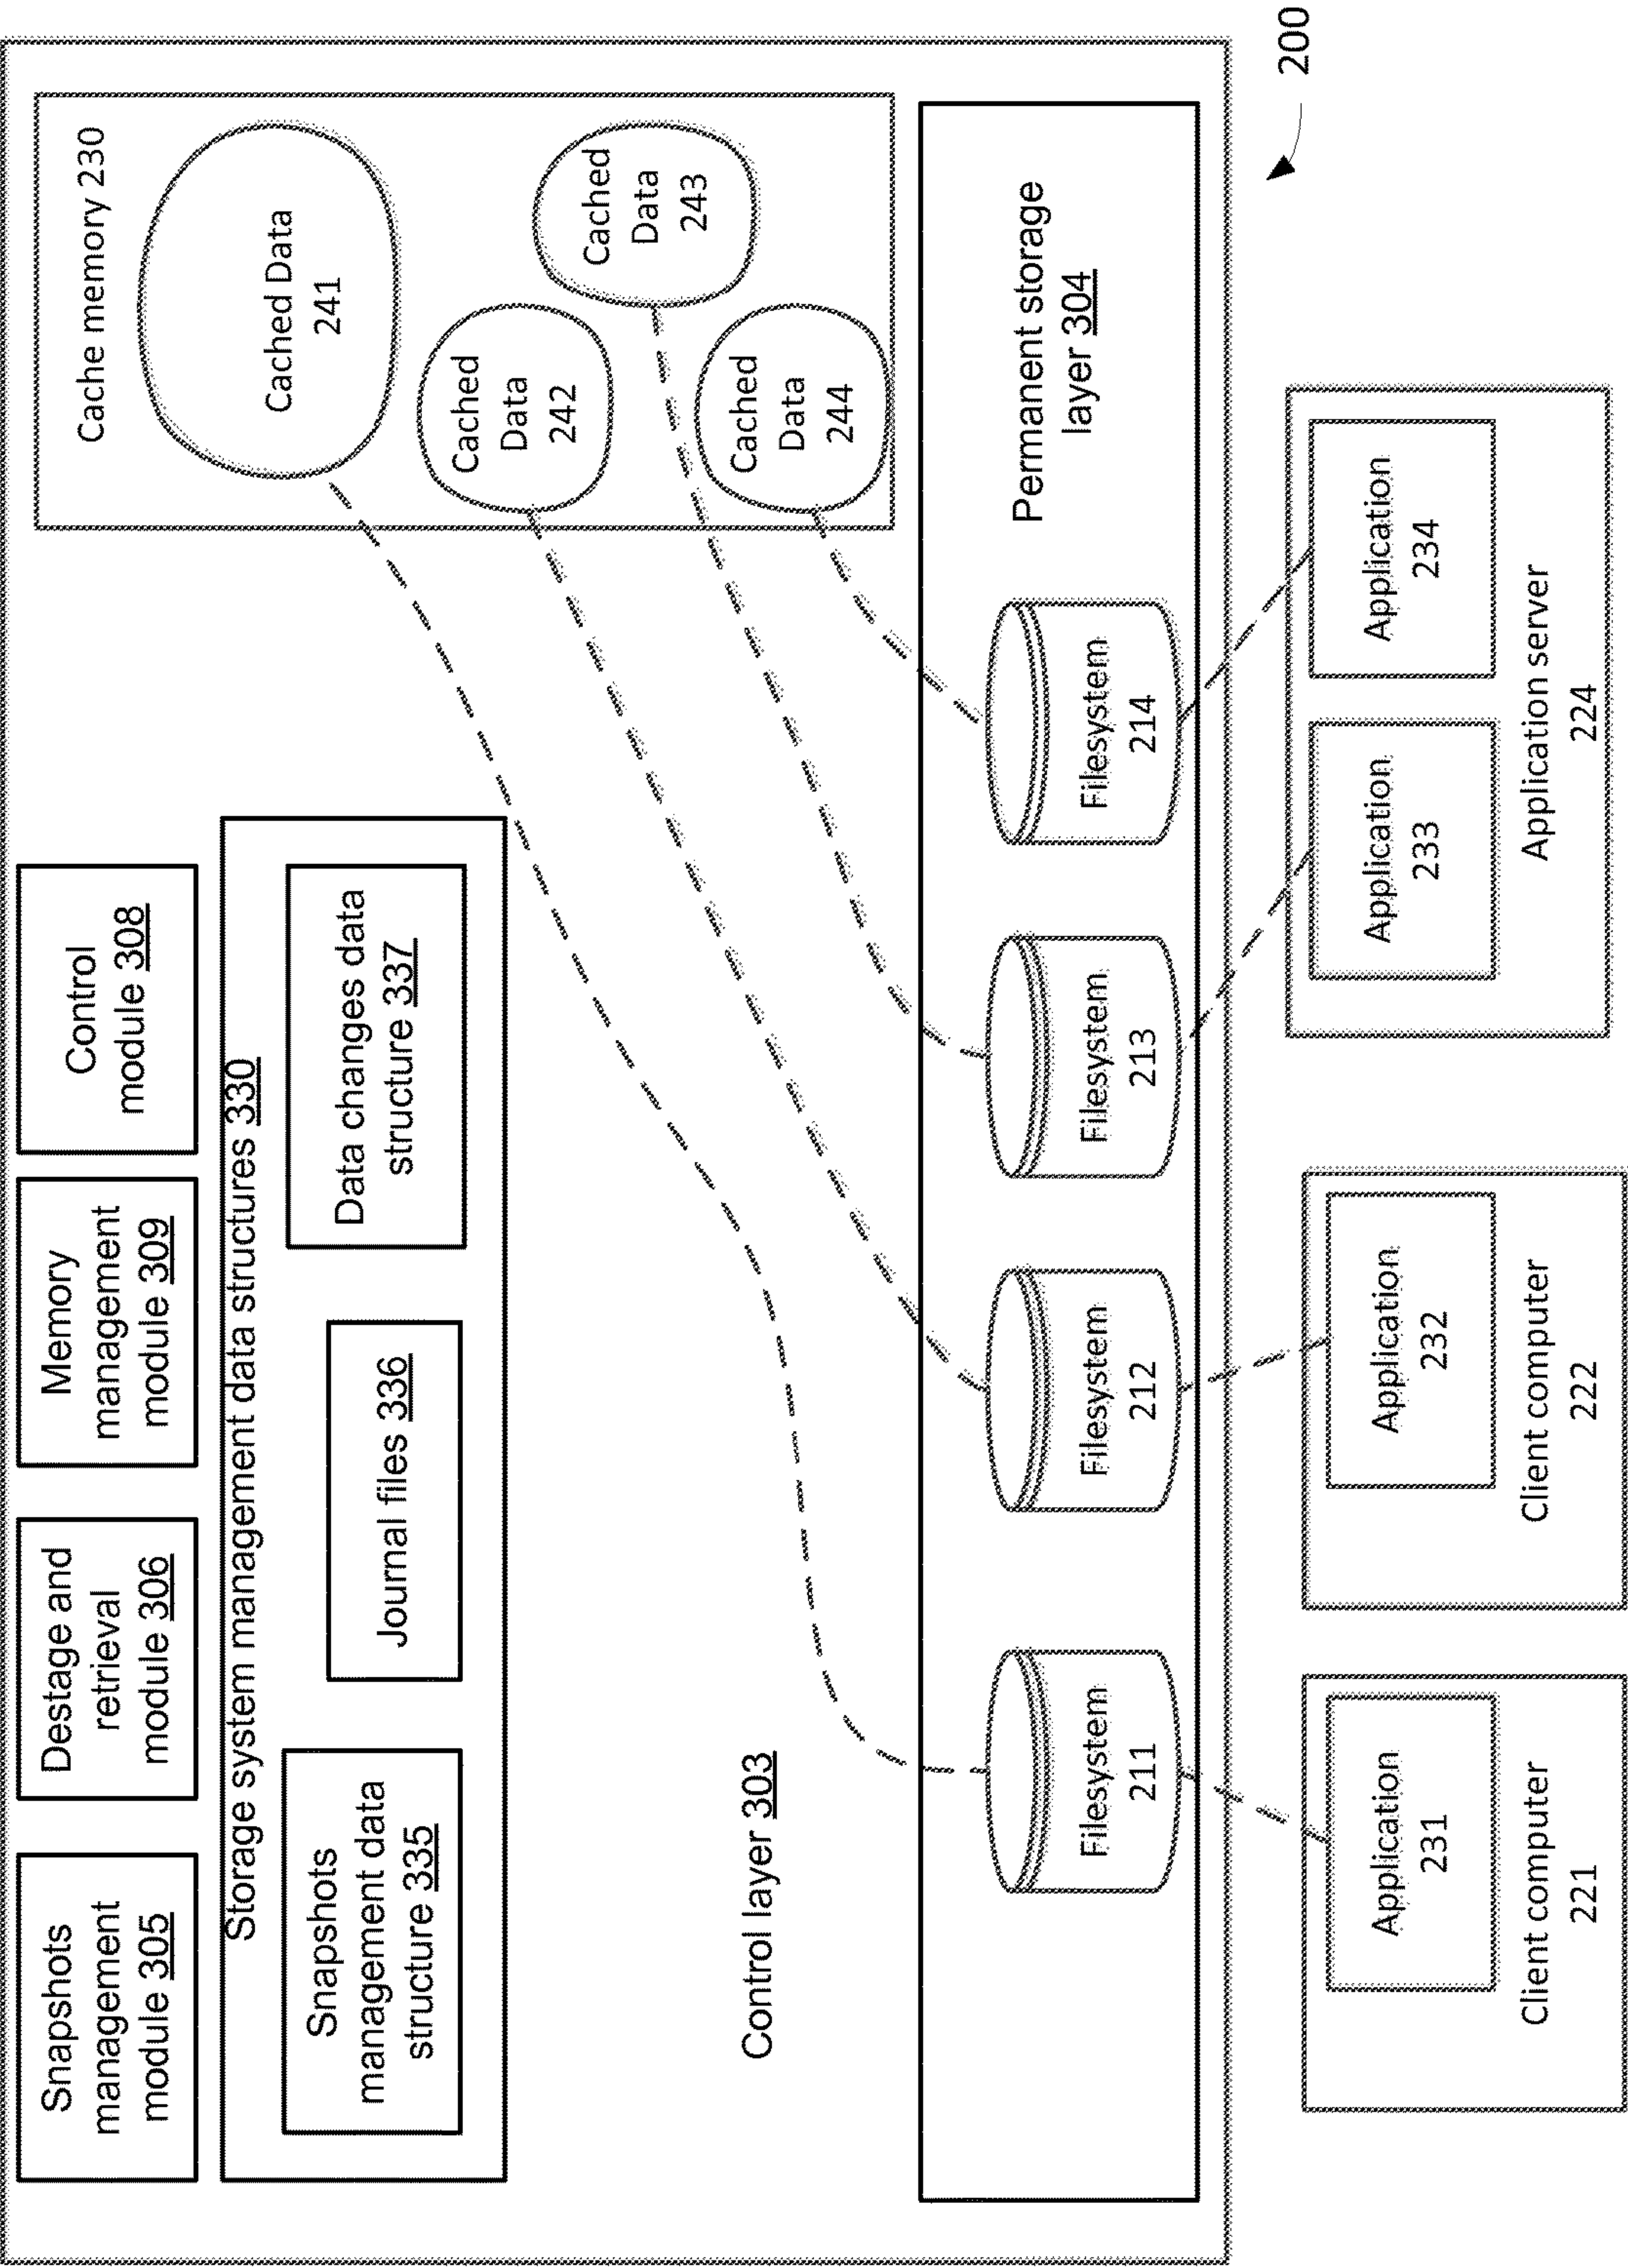 Snapshots
management
module 305
Destage and
retrieval
module 306
Memory
management
module 309
Control
module 308
Storage system management data structures 330
Snapshots
management data
structure 335
Journal files 336
Data changes data
structure 337
Cache memory 230
Cached Data
241
Cached
Data
242
Cached
Data
243
Cached
Data
244
Control layer 303
Permanent storage
layer 304
Filesystem
211
Filesystem
212
Filesystem
213
Filesystem
214
200
Application
231
Client computer
221
Application
232
Client computer
222
Application
233
Application
234
Application server
224